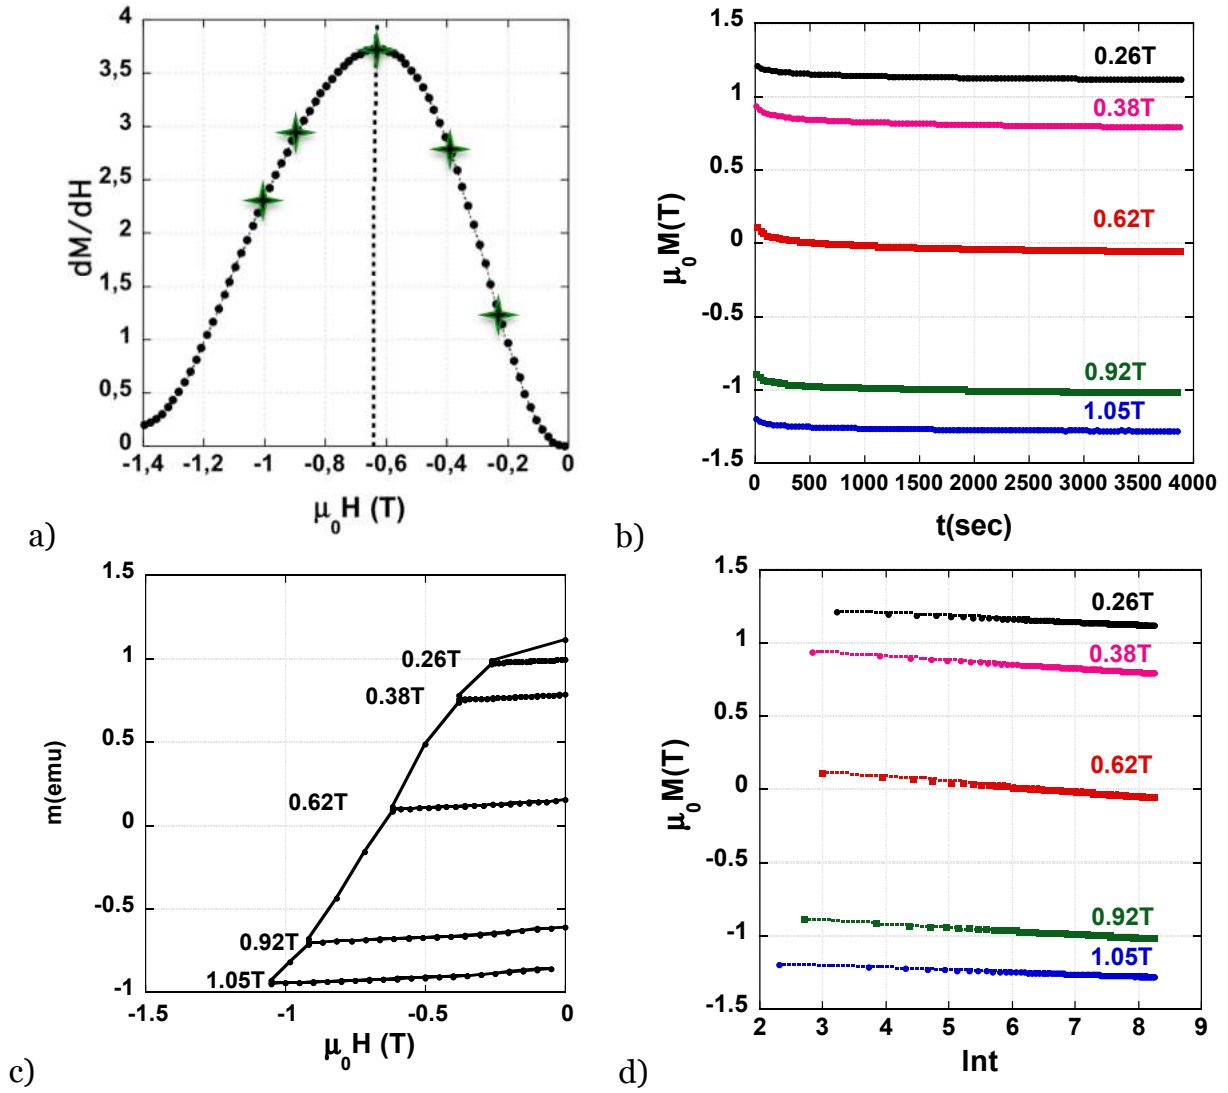 4
3,5
3
2,5
2
1,5
1
0,5
0
dM/dH
-1,4 -1,2 -1 -0,8 -0,6 -0,4 -0,2 0
μ0H (T)
a)
1.5
1
0.5
0
-0.5
-1
-1.5
μ0M(T)
0.26T
0.38T
0.62T
0.92T
1.05T
0 500 1000 1500 2000 2500 3000 3500 4000
t(sec)
b)
1.5
1
0.5
0
-0.5
-1
m(emu)
0.26T
0.38T
0.62T
0.92T
1.05T
-1.5 -1 -0.5 0
μ0H (T)
c)
1.5
1
0.5
0
-0.5
-1
-1.5
μ0M(T)
0.26T
0.38T
0.62T
0.92T
1.05T
2 3 4 5 6 7 8 9
lnt
d)